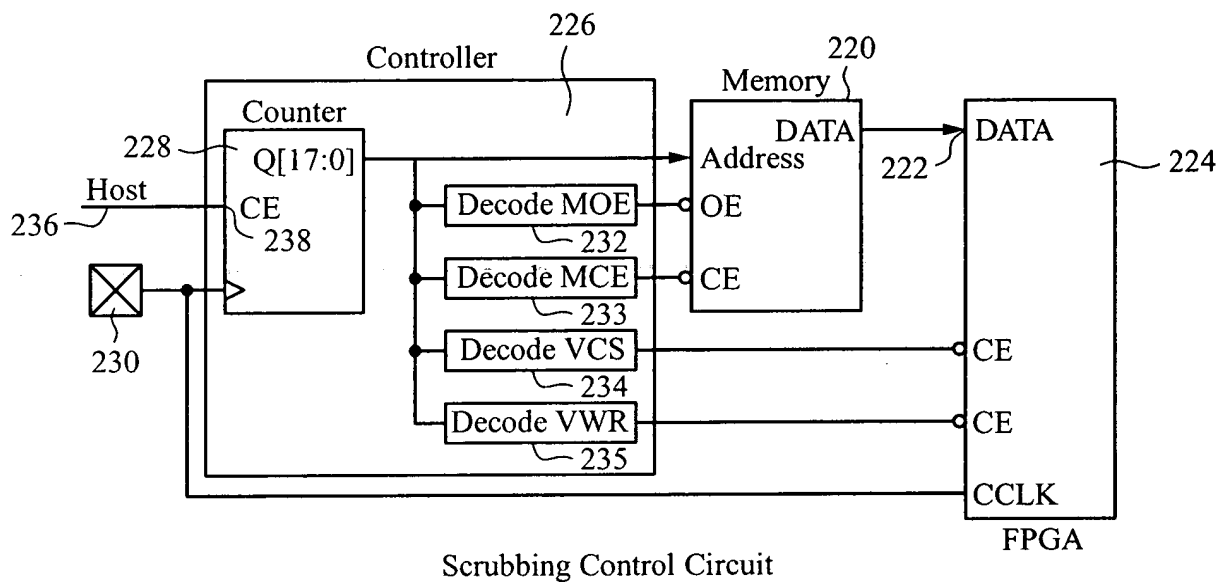 226
Controller
220
Memory
Counter
228
Q[17:0]
DATA
DATA
222
224
Address
Host
236
CE
238
Decode MOE
OE
232
Decode MCE
CE
233
230
Decode VCS
CE
234
Decode VWR
CE
235
CCLK
FPGA
Scrubbing Control Circuit